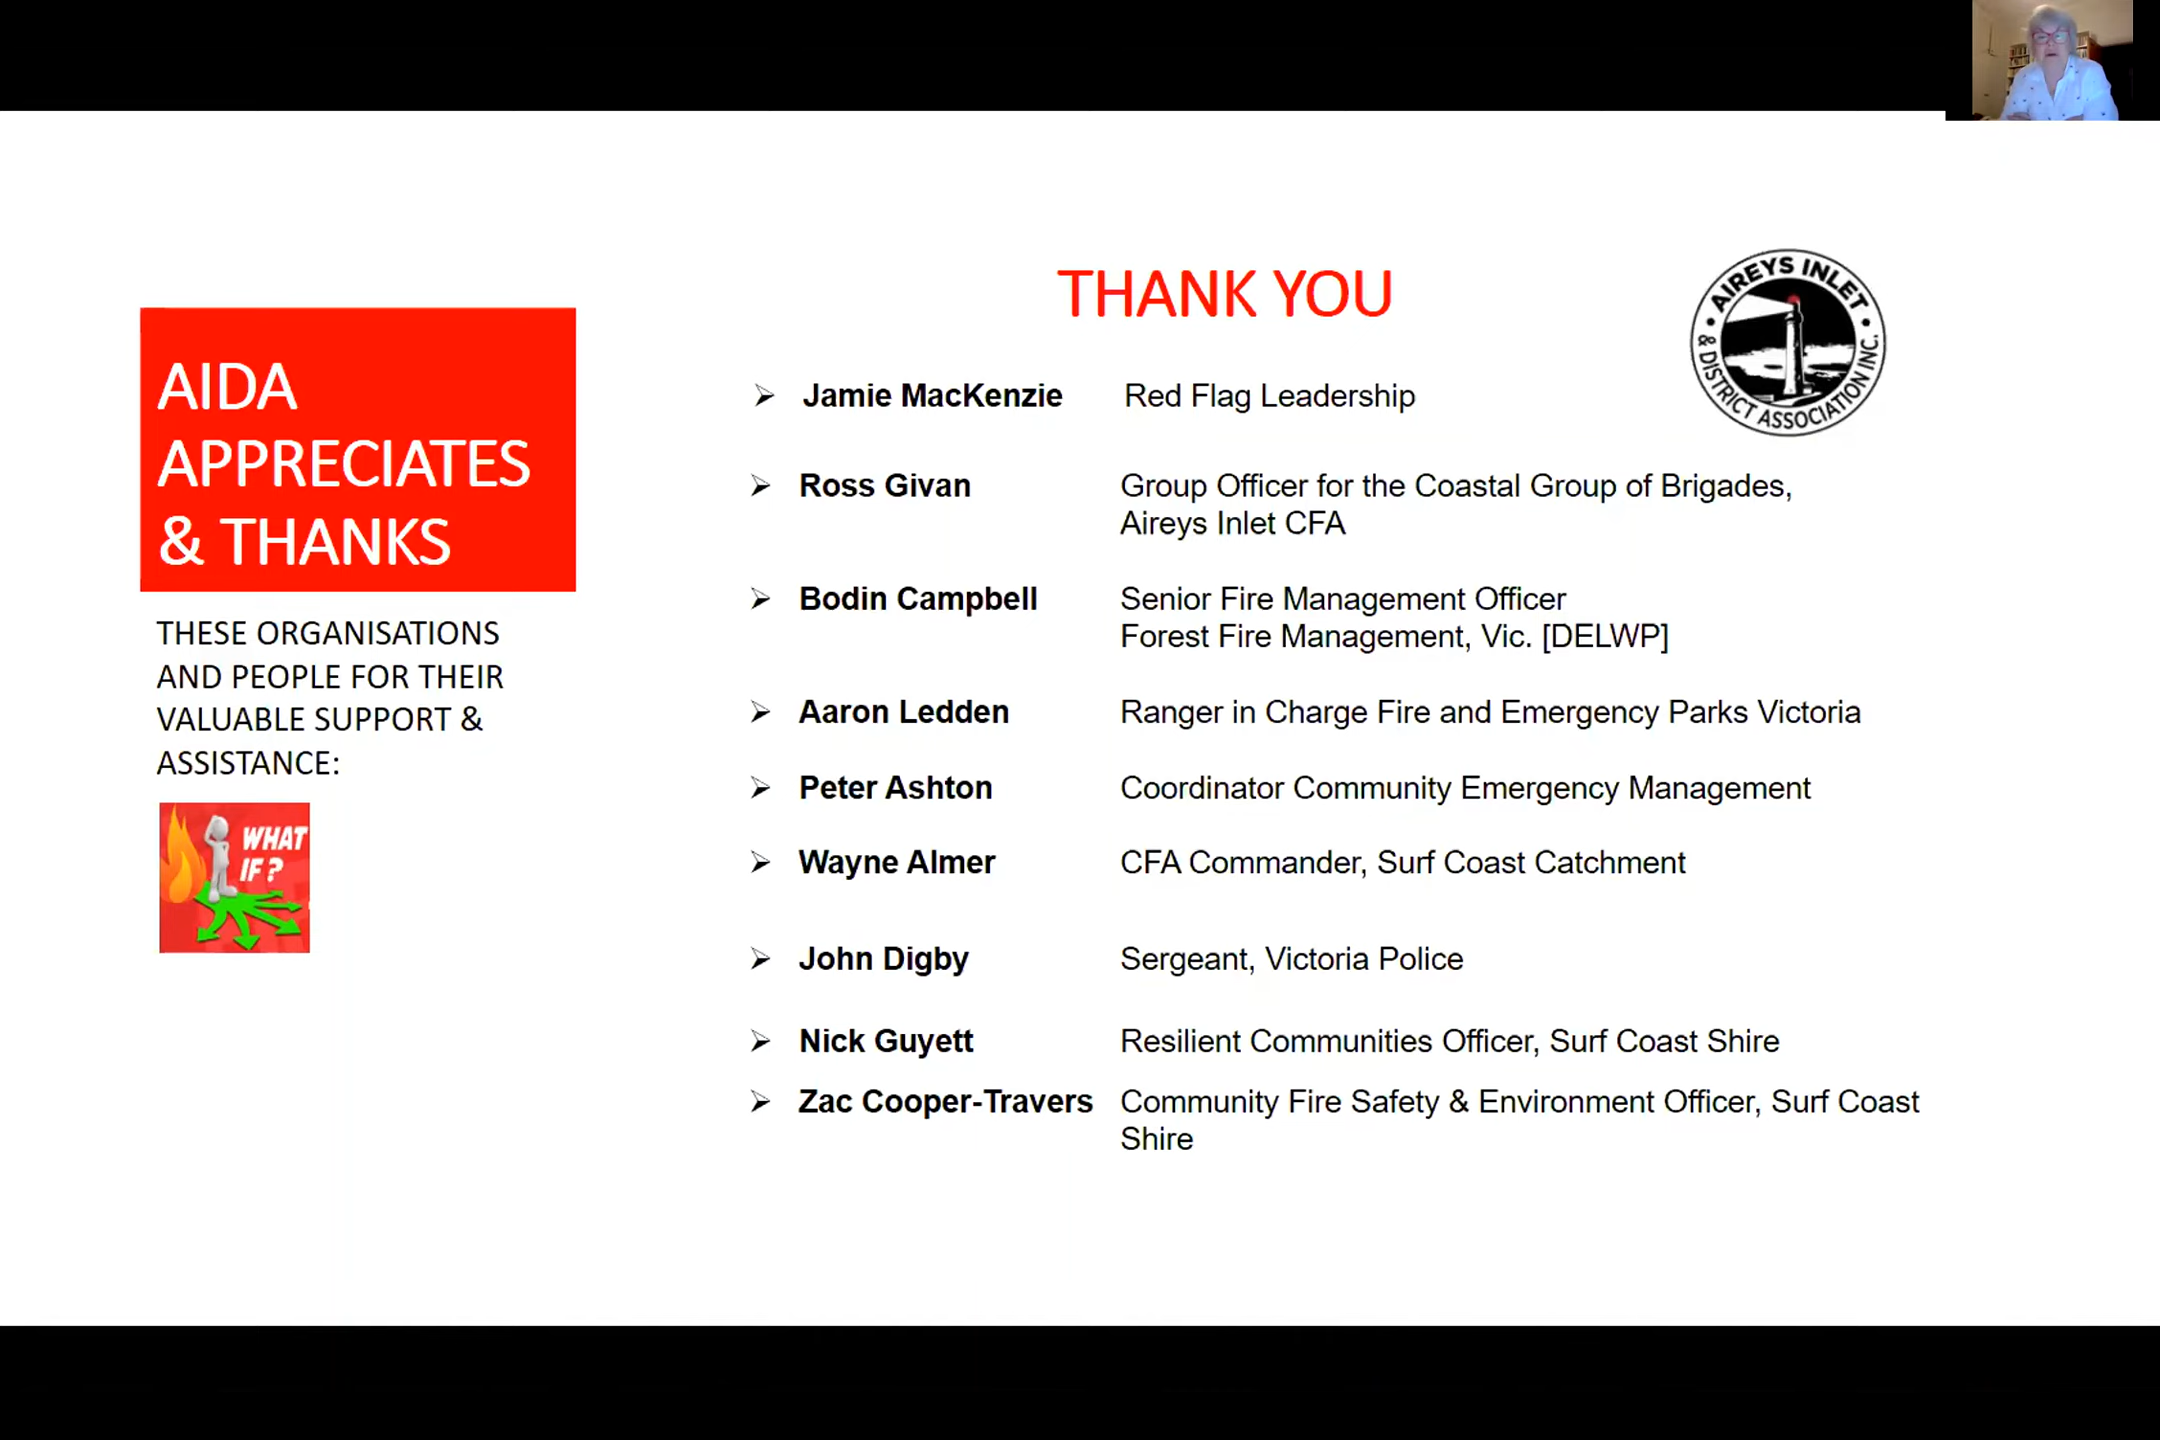 THANK YOU
AIREYS INLET
& DISTRICT ASSOCIATION INC.
AIDA
APPRECIATES
& THANKS
THESE ORGANISATIONS
AND PEOPLE FOR THEIR
VALUABLE SUPPORT &
ASSISTANCE:
WHAT
IF?
Jamie MacKenzie Red Flag Leadership
Ross Givan Group Officer for the Coastal Group of Brigades,
Aireys Inlet CFA
Bodin Campbell Senior Fire Management Officer
Forest Fire Management, Vic. [DELWP]
Aaron Ledden Ranger in Charge Fire and Emergency Parks Victoria
Peter Ashton Coordinator Community Emergency Management
Wayne Almer CFA Commander, Surf Coast Catchment
John Digby Sergeant, Victoria Police
Nick Guyett Resilient Communities Officer, Surf Coast Shire
Zac Cooper-Travers Community Fire Safety & Environment Officer, Surf Coast
Shire